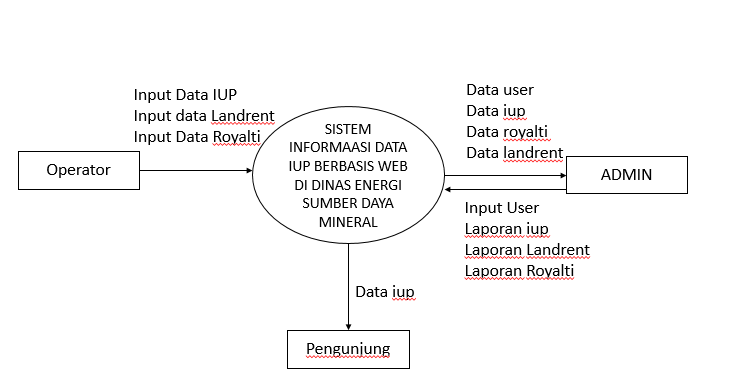 Input Data IUP
Input data Landrent
Input Data Royalti
Operator
SISTEM
INFORMAASI DATA
IUP BERBASIS WEB
DI DINAS ENERGI
SUMBER DAYA
MINERAL
Data user
Data iup
Data royalti
Data landrent
ADMIN
Input User
Laporan iup
Laporan Landrent
Laporan Royalti
Data iup
Pengunjung